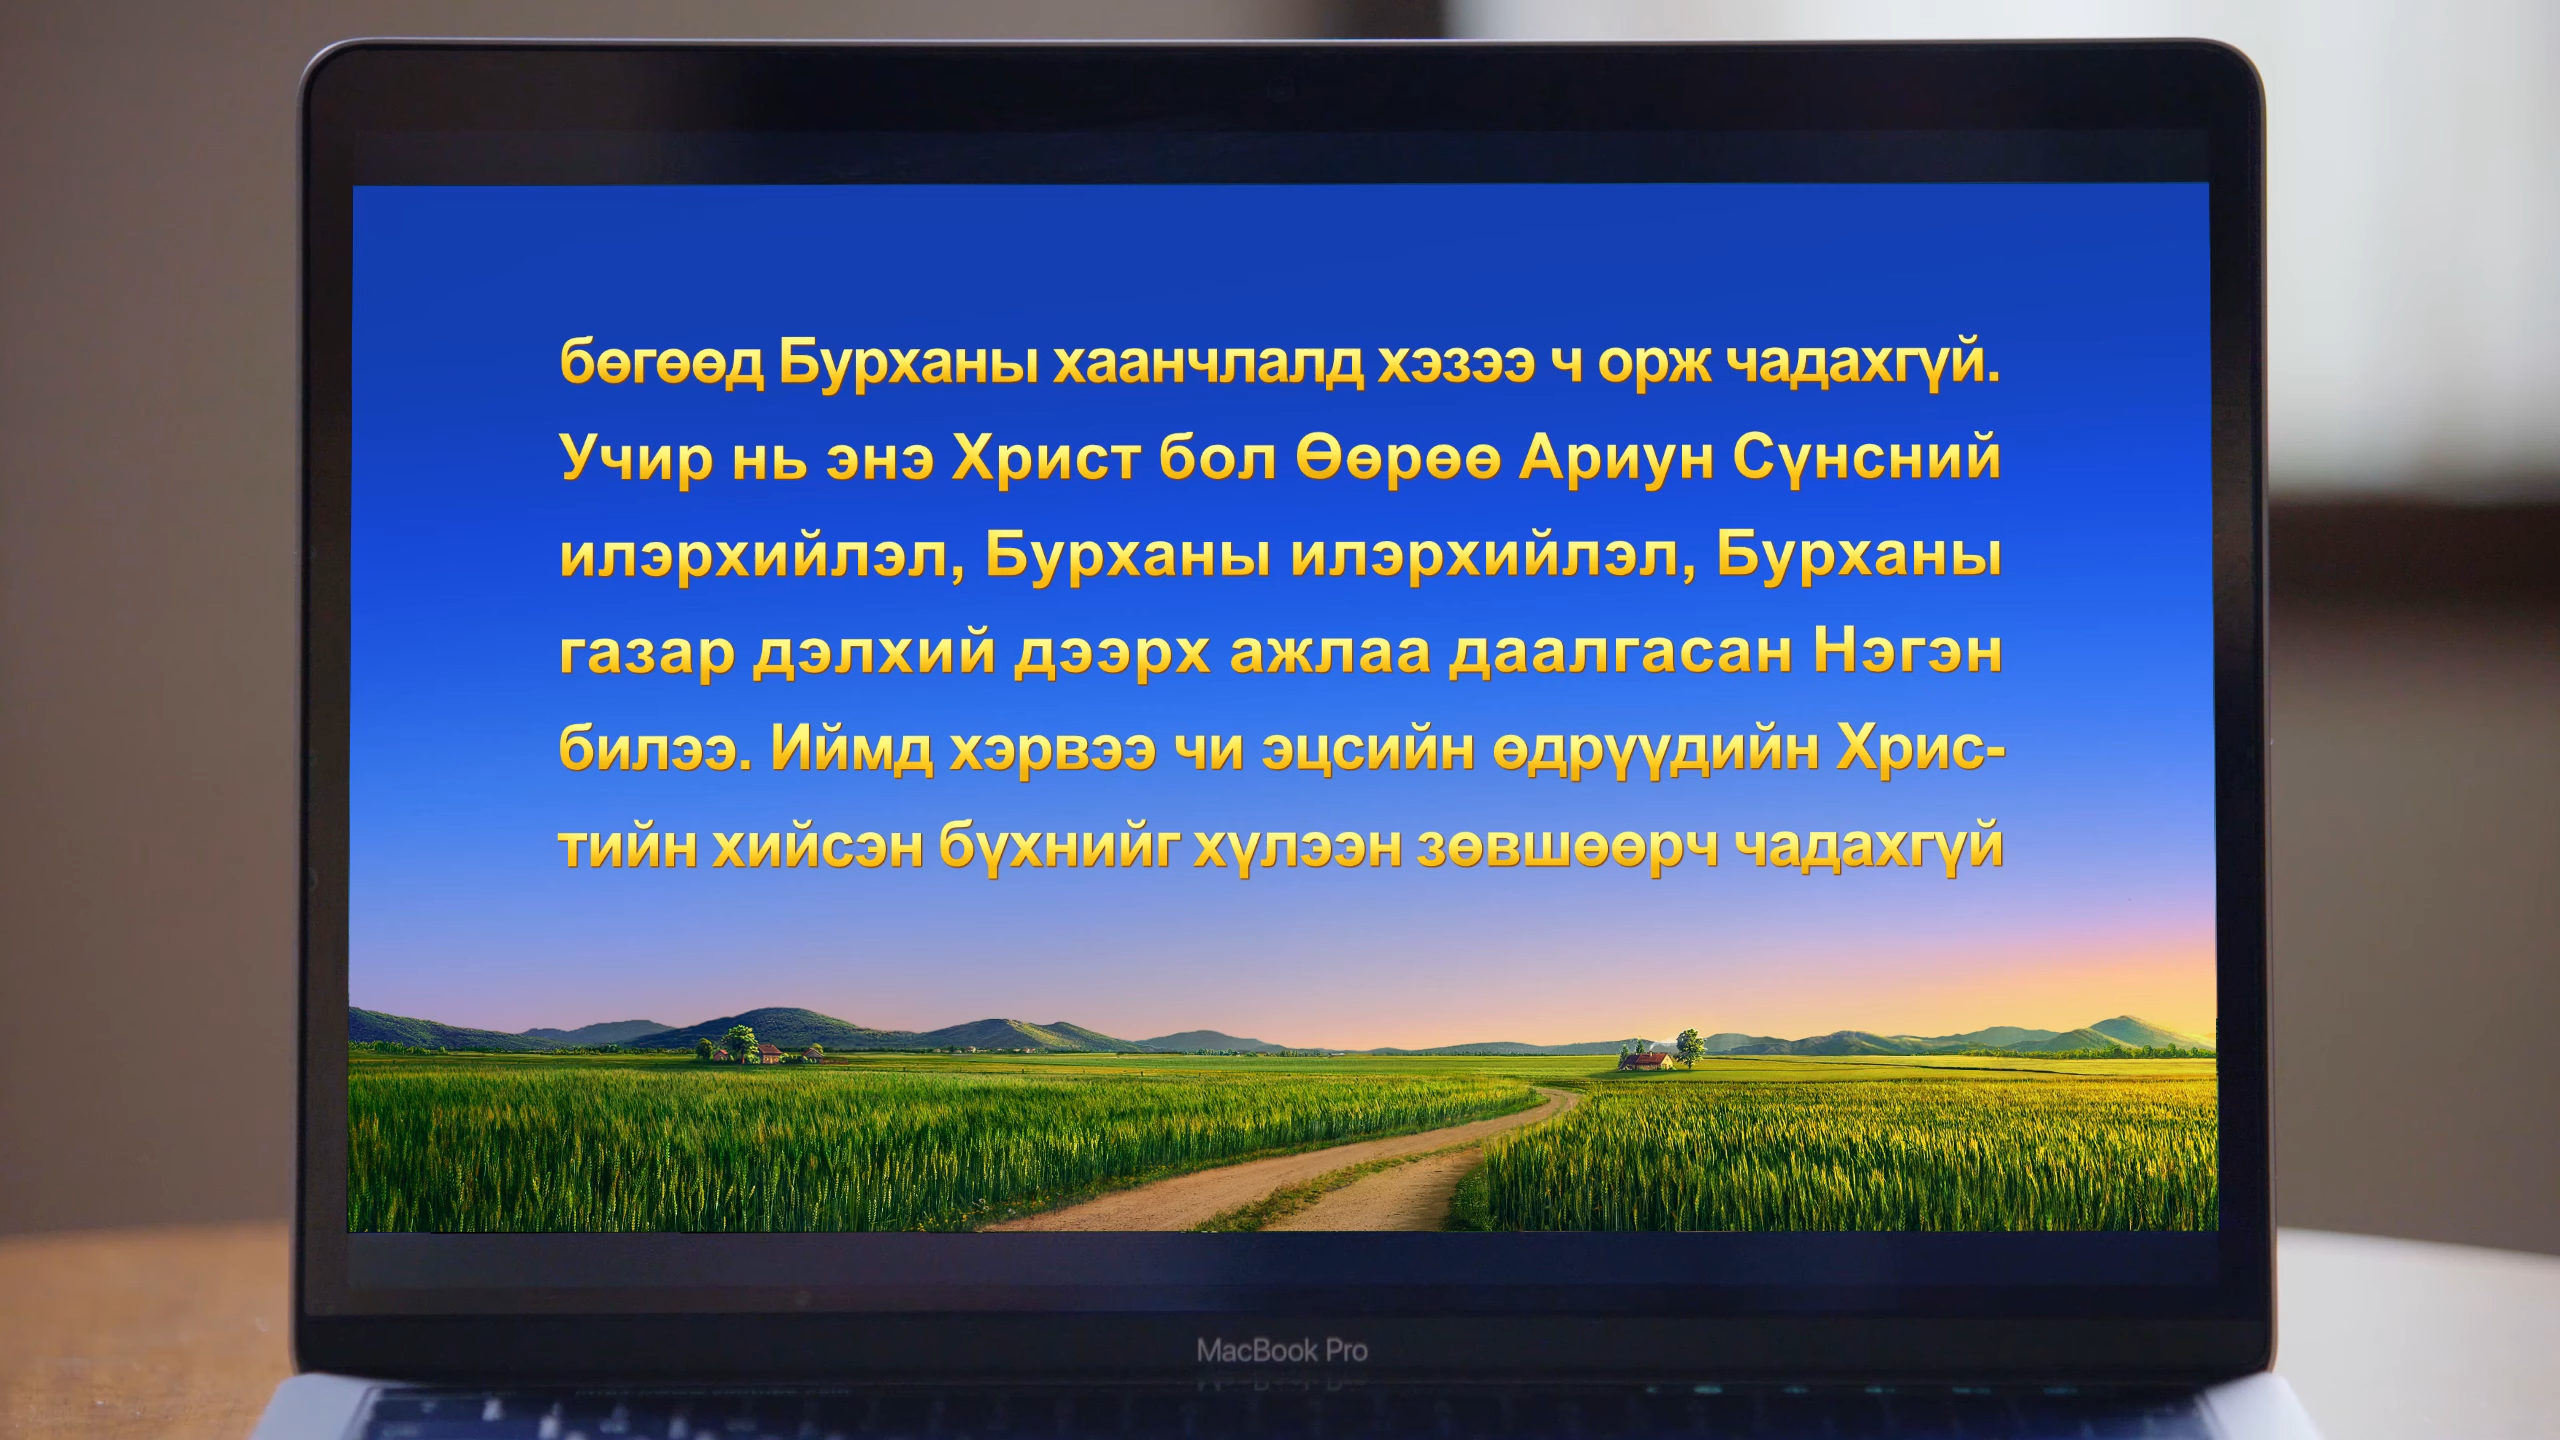 бөгөөд Бурханы хаанчлалд хэзээ ч орж чадахгүй.
Учир нь энэ Христ бол Өөрөө Ариун Сүнсний
илэрхийлэл, Бурханы илэрхийлэл, Бурханы
газар дэлхий дээрх ажлаа даалгасан Нэгэн
билээ. Иймд хэрвээ чи эцсийн өдрүүдийн Хрис-
тийн хийсэн бүхнийг хүлээн зөвшөөрч чадахгүй
MacBook Pro